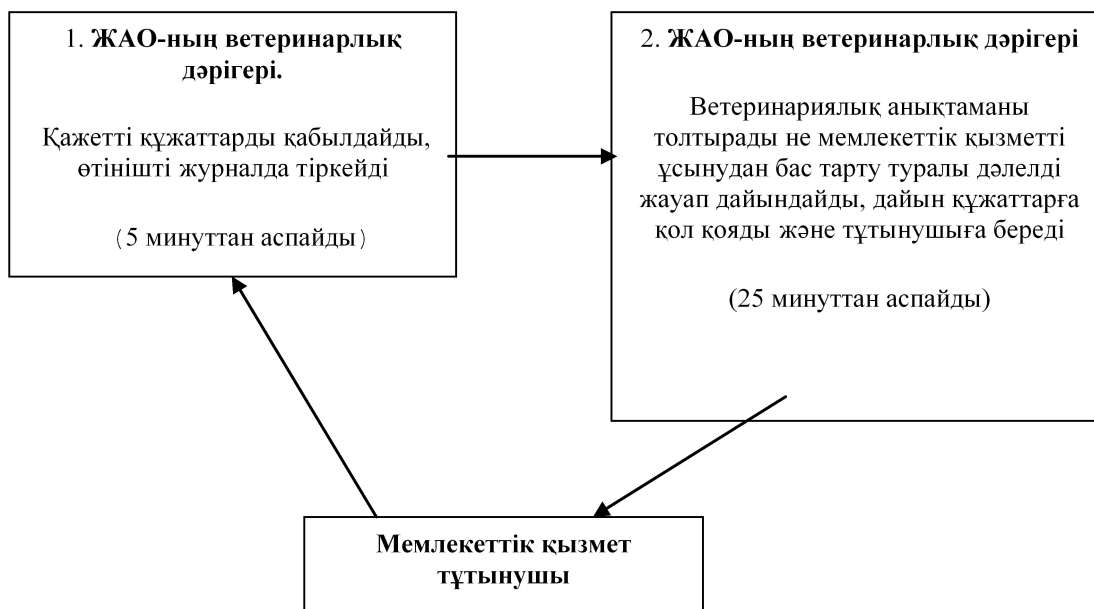 1. ЖАО-ның ветеринарлық
дәрігері.
Қажетті құжаттарды қабылдайды,
өтінішті журналда тіркейді
(5 минуттан аспайды)
2. ЖАО-ның ветеринарлық дәрігері
Ветеринариялық анықтаманы
толтырады не мемлекеттік қызметті
ұсынудан бас тарту туралы дәлелді
жауап дайындайды, дайын құжаттарға
қол қояды және тұтынушыға береді
(25 минуттан аспайды)
Мемлекеттік қызмет
тұтынушы